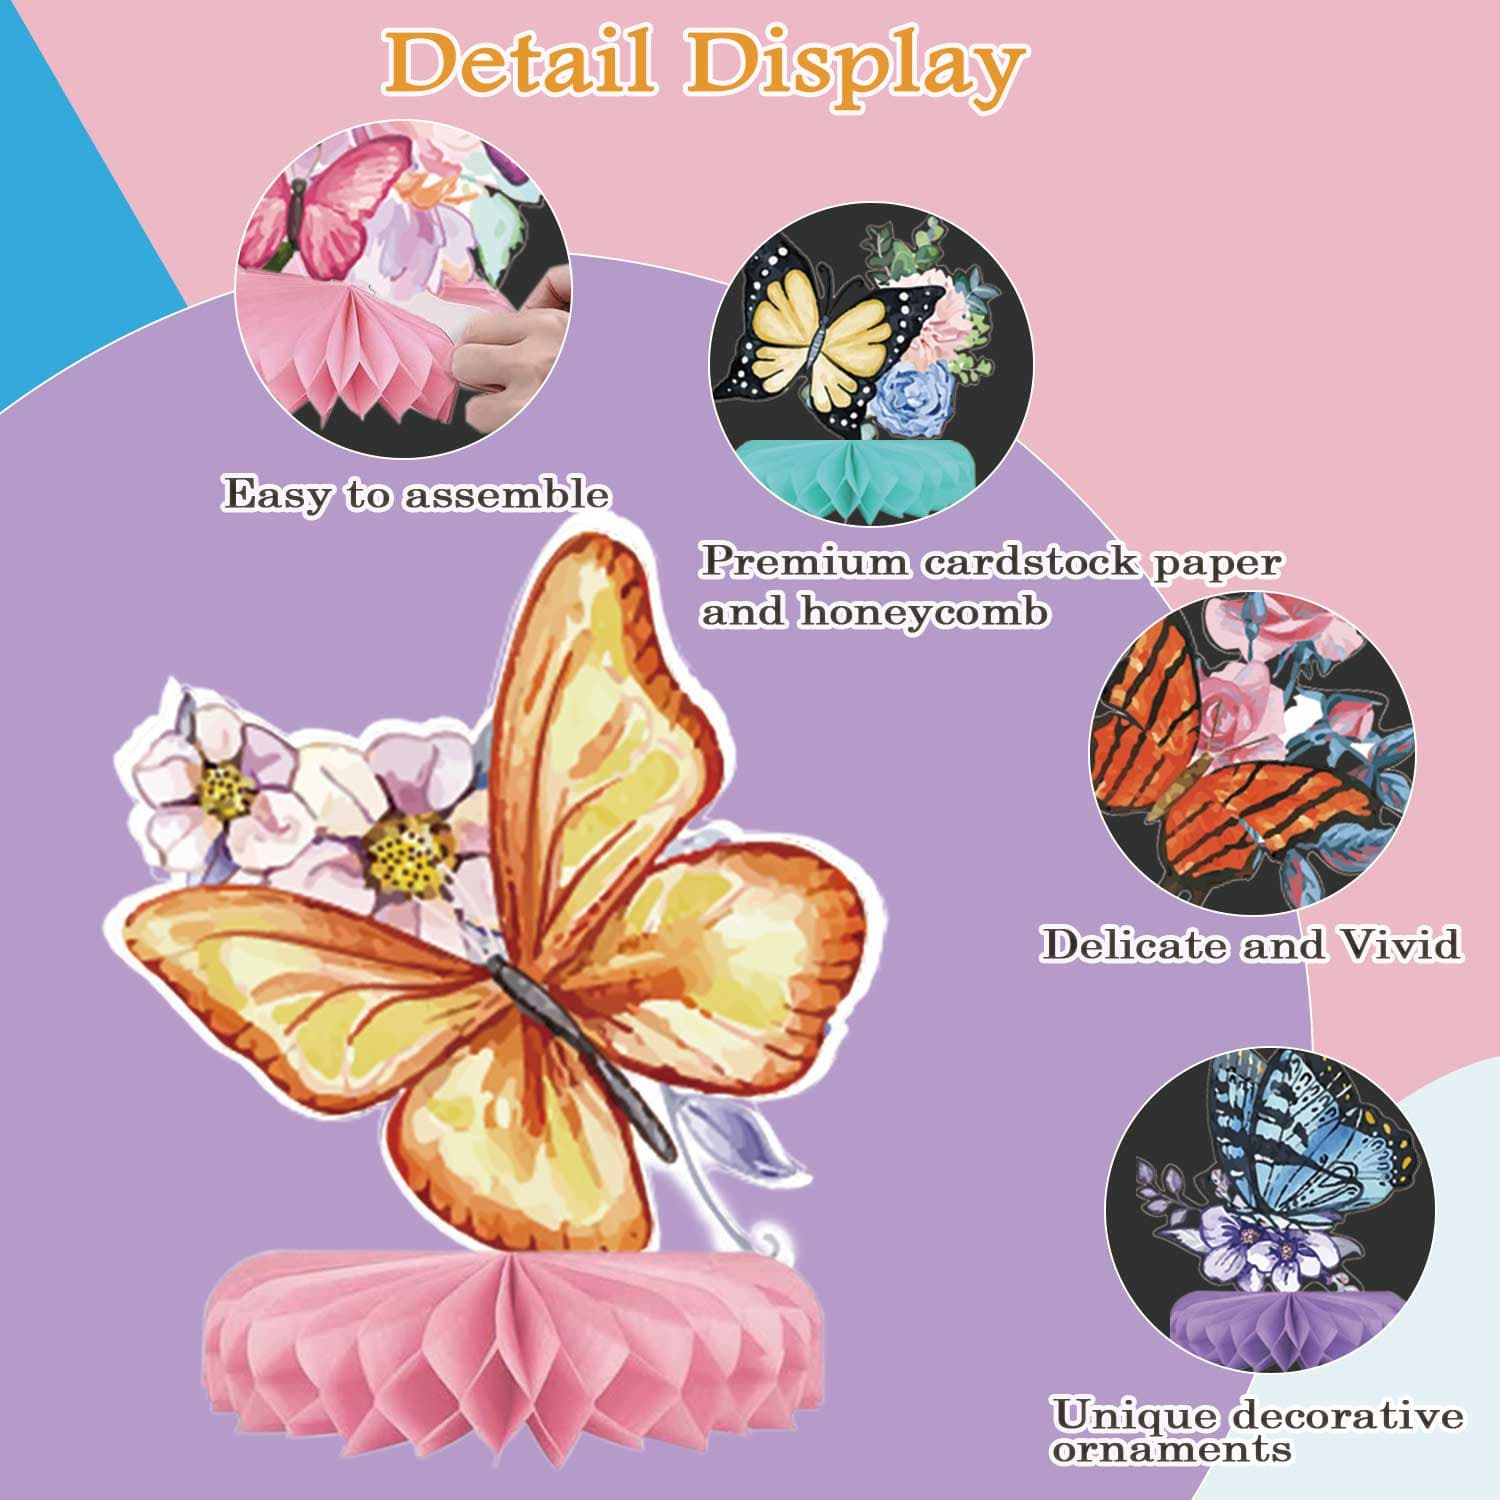 Detail Display
Easy to assemble
Premium cardstock paper
and honeycomb
Delicate and Vivid
Unique decorative
ornaments